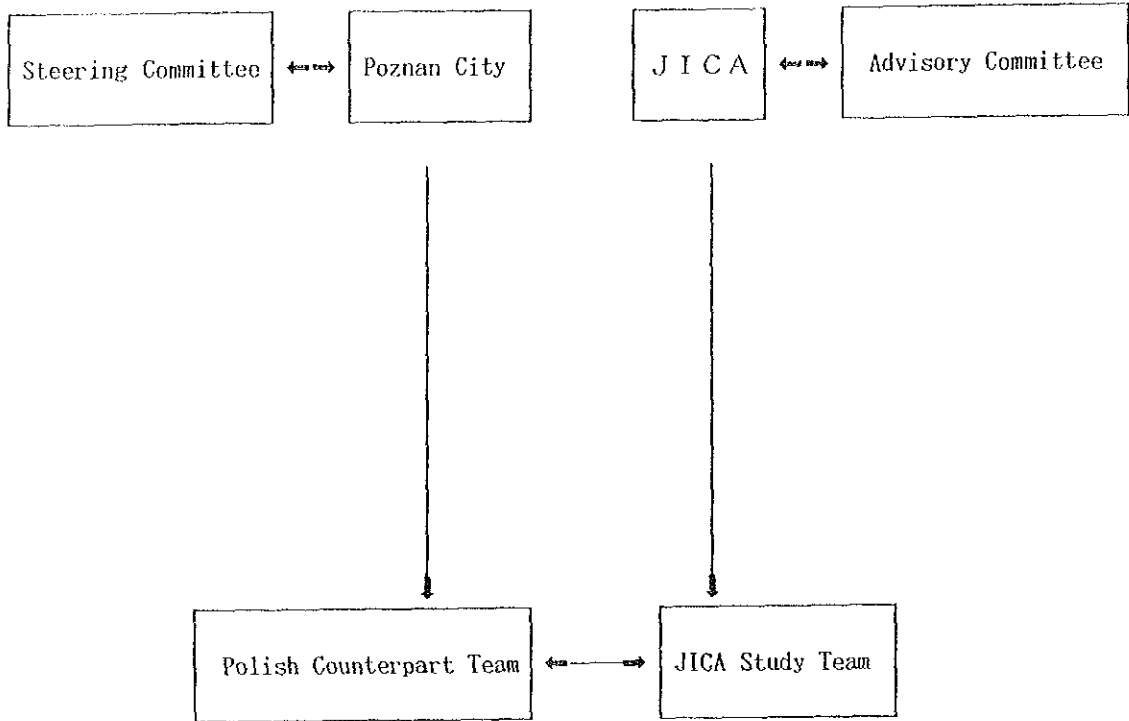 Steering Committee
Poznan City
J I C A
Advisory Committee
Polish Counterpart Team
JICA Study Team